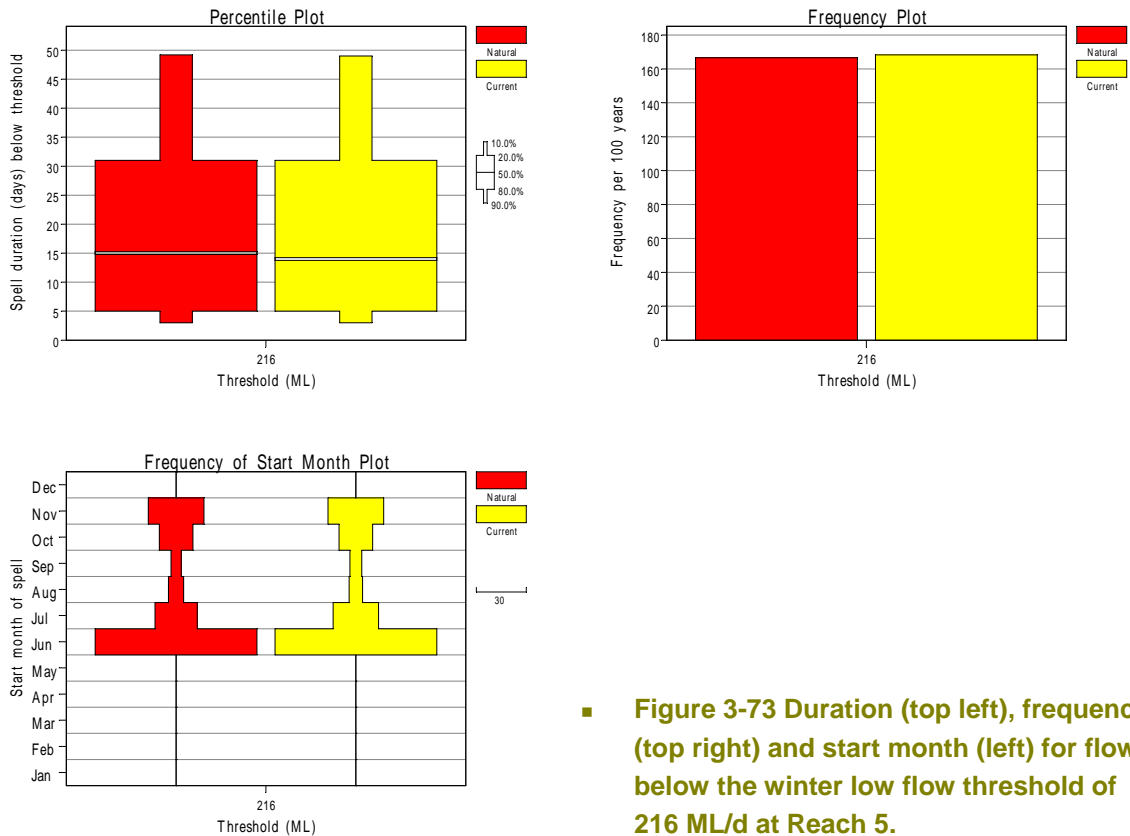 Percentile Plot
Spell duration (days) below threshold
50
45
40
35
30
25
20
15
10
5
0
216
Threshold (ML)
Natural
Current
10.0%
20.0%
50.0%
80.0%
90.0%
Frequency Plot
Frequency per 100 years
180
160
140
120
100
80
60
40
20
0
216
Threshold (ML)
Natural
Current
Frequency of Start Month Plot
Start month of spell
Dec
Nov
Oct
Sep
Aug
Jul
Jun
May
Apr
Mar
Feb
Jan
216
Threshold (ML)
Natural
Current
30
Figure 3-73 Duration (top left), frequenc
(top right) and start month (left) for flow
below the winter low flow threshold of
216 ML/d at Reach 5.